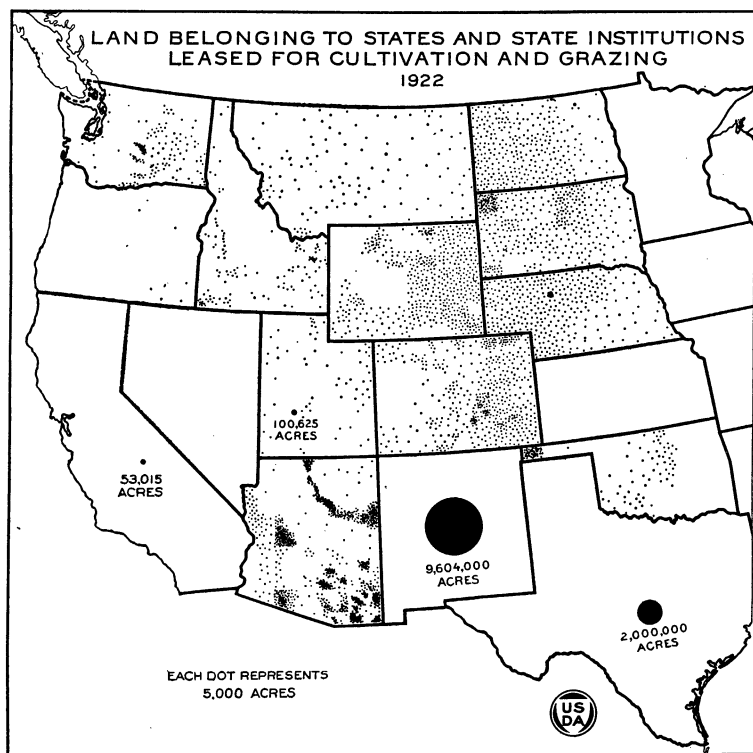 LAND BELONGING TO STATES AND STATE INSTITUTIONS
LEASED FOR CULTIVATION AND GRAZING
1922
100,625
ACRES
53,015
ACRES
9,604,000
ACRES
2,000,000
ACRES
EACH DOT REPRESENTS
5,000 ACRES
US
DA